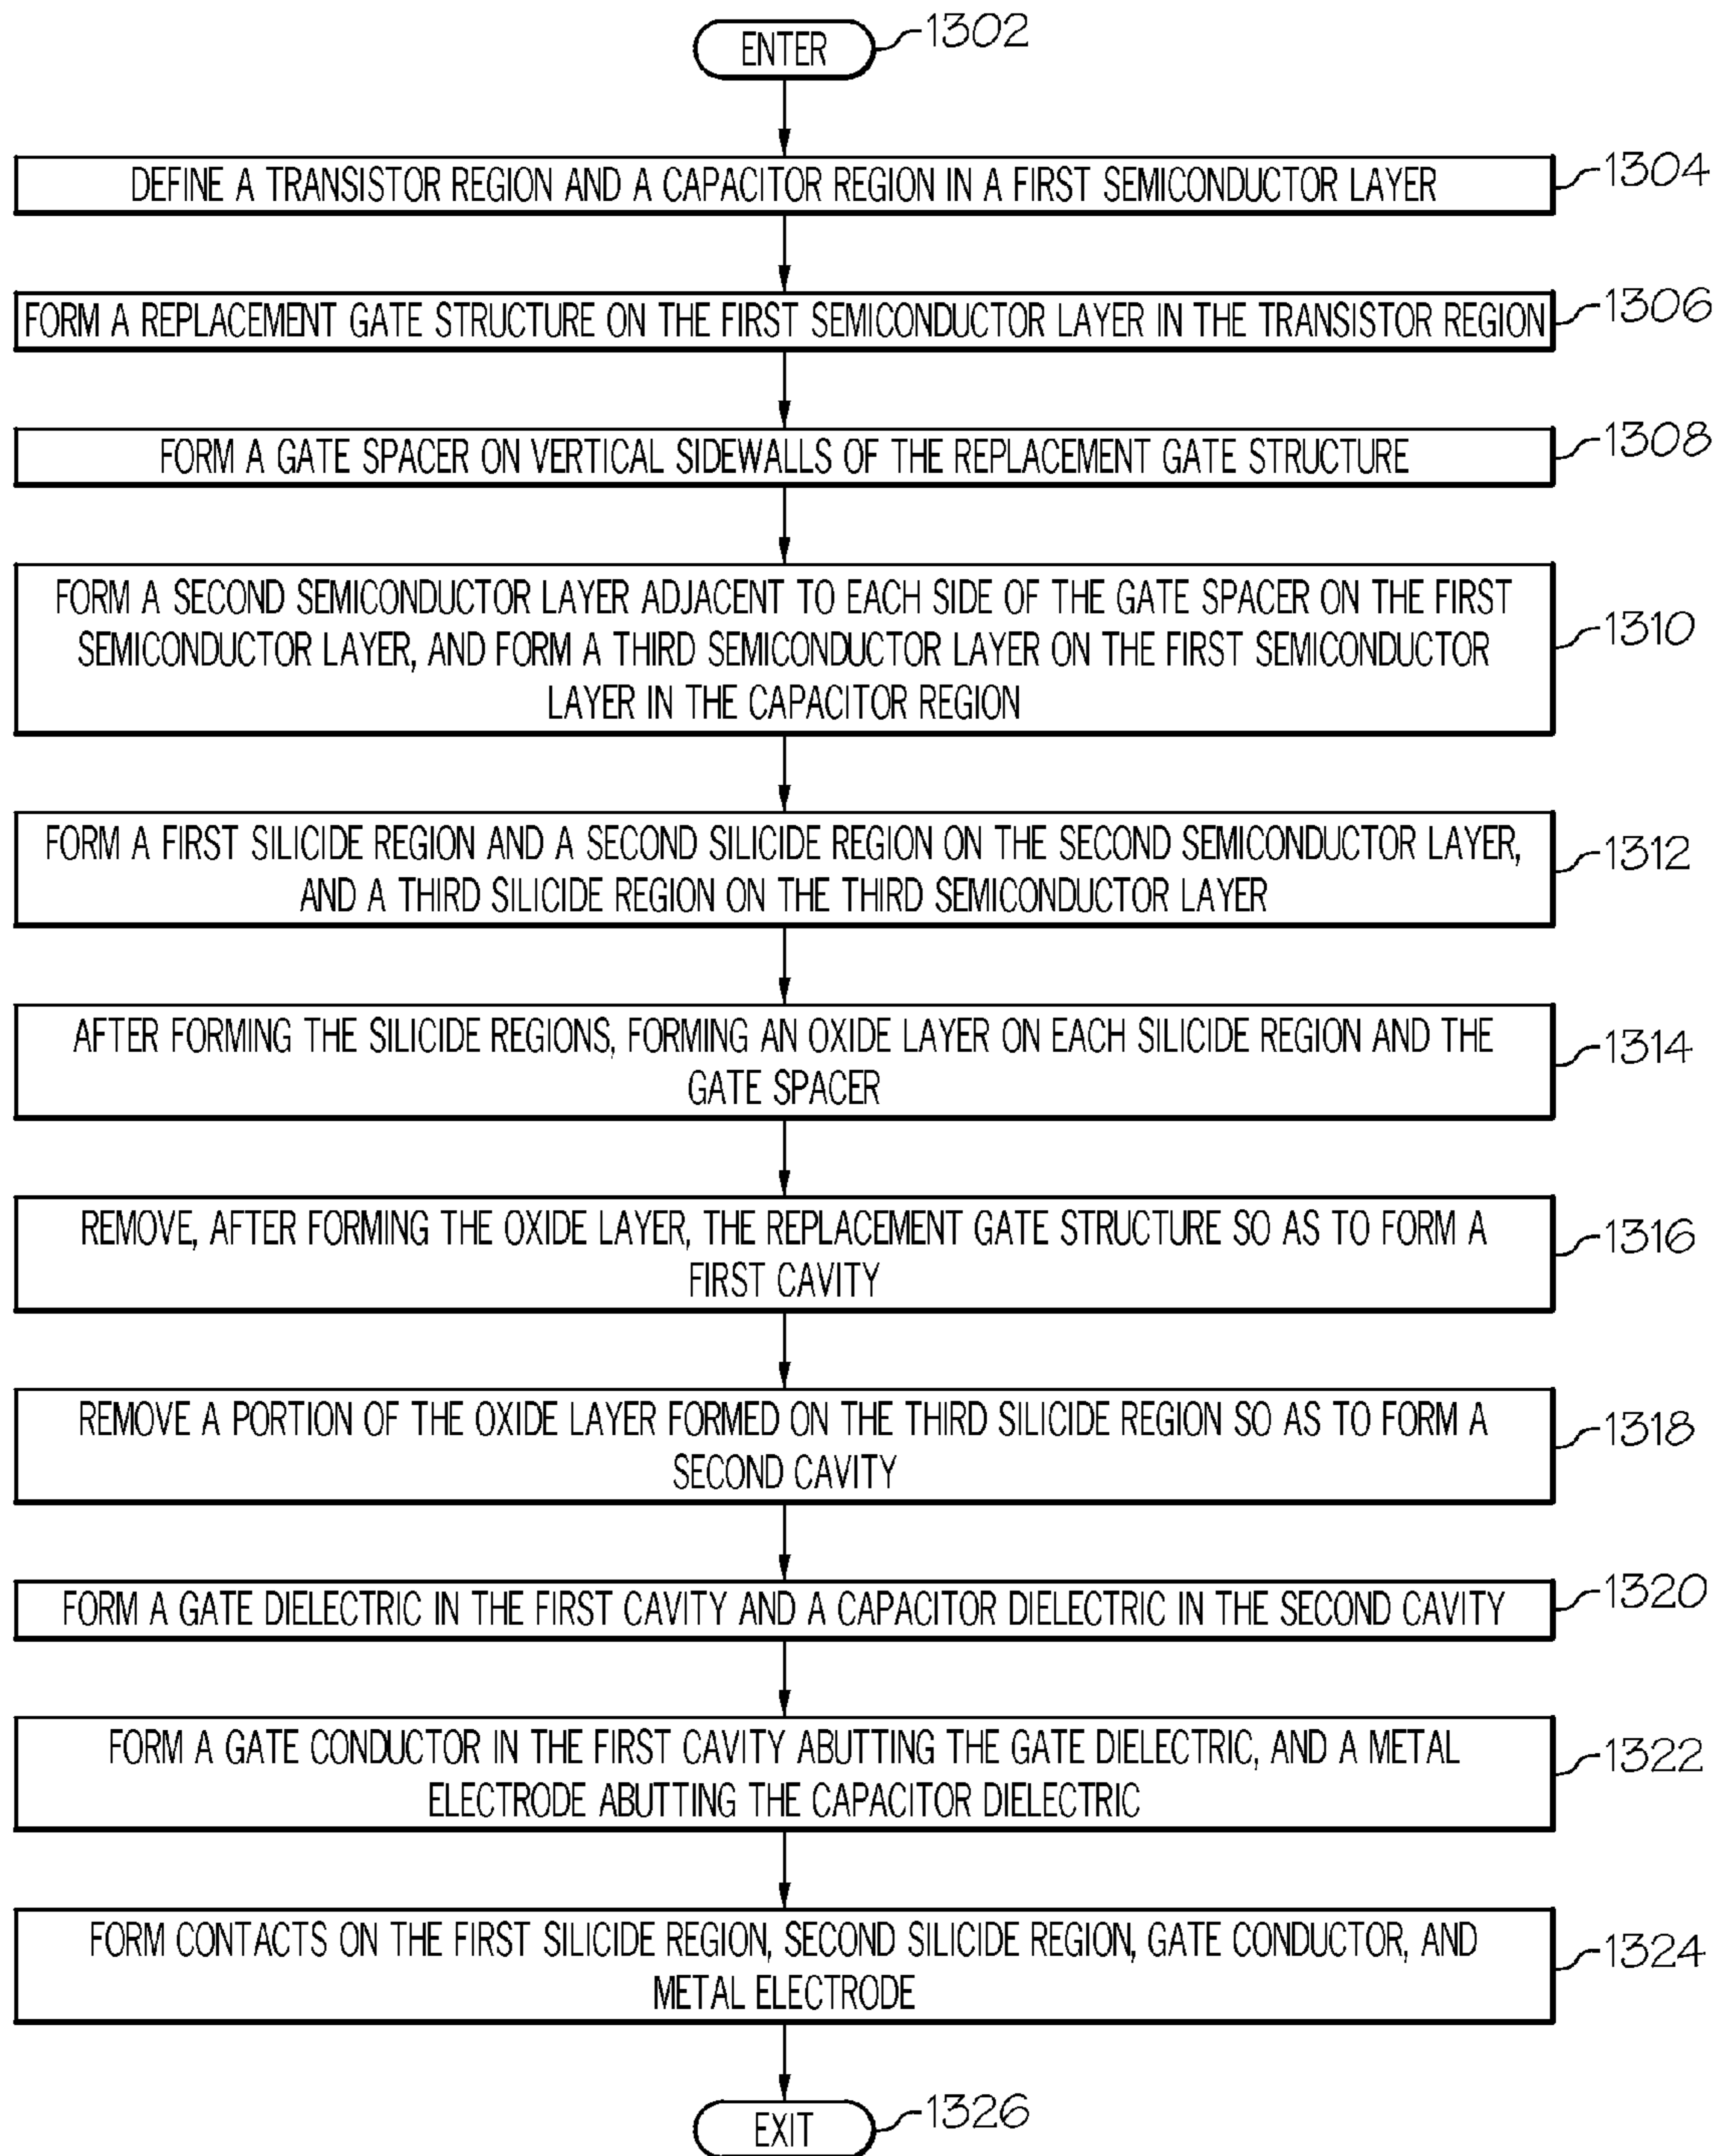 ENTER
1302
DEFINE A TRANSISTOR REGION AND A CAPACITOR REGION IN A FIRST SEMICONDUCTOR LAYER
1304
FORM A REPLACEMENT GATE STRUCTURE ON THE FIRST SEMICONDUCTOR LAYER IN THE TRANSISTOR REGION
1306
FORM A GATE SPACER ON VERTICAL SIDEWALLS OF THE REPLACEMENT GATE STRUCTURE
1308
FORM A SECOND SEMICONDUCTOR LAYER ADJACENT TO EACH SIDE OF THE GATE SPACER ON THE FIRST
SEMICONDUCTOR LAYER, AND FORM A THIRD SEMICONDUCTOR LAYER ON THE FIRST SEMICONDUCTOR
LAYER IN THE CAPACITOR REGION
1310
FORM A FIRST SILICIDE REGION AND A SECOND SILICIDE REGION ON THE SECOND SEMICONDUCTOR LAYER,
AND A THIRD SILICIDE REGION ON THE THIRD SEMICONDUCTOR LAYER
1312
AFTER FORMING THE SILICIDE REGIONS, FORMING AN OXIDE LAYER ON EACH SILICIDE REGION AND THE
GATE SPACER
1314
REMOVE, AFTER FORMING THE OXIDE LAYER, THE REPLACEMENT GATE STRUCTURE SO AS TO FORM A
FIRST CAVITY
1316
REMOVE A PORTION OF THE OXIDE LAYER FORMED ON THE THIRD SILICIDE REGION SO AS TO FORM A
SECOND CAVITY
1318
FORM A GATE DIELECTRIC IN THE FIRST CAVITY AND A CAPACITOR DIELECTRIC IN THE SECOND CAVITY
1320
FORM A GATE CONDUCTOR IN THE FIRST CAVITY ABUTTING THE GATE DIELECTRIC, AND A METAL
ELECTRODE ABUTTING THE CAPACITOR DIELECTRIC
1322
FORM CONTACTS ON THE FIRST SILICIDE REGION, SECOND SILICIDE REGION, GATE CONDUCTOR, AND
METAL ELECTRODE
1324
EXIT
1326